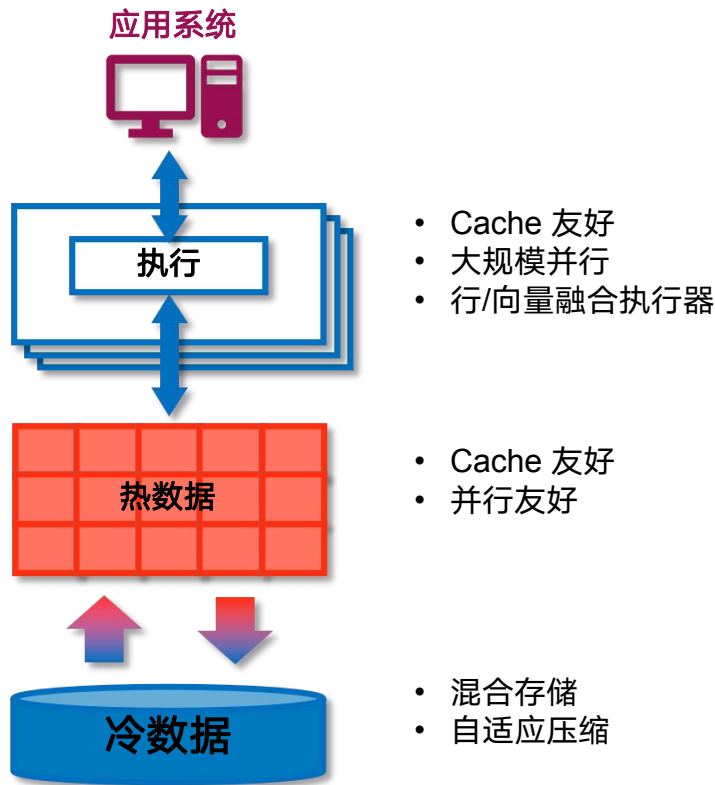 应用系统
执行
• Cache 友好
• 大规模并行
• 行/向量融合执行器
热数据
• Cache 友好
• 并行友好
冷数据
• 混合存储
• 自适应压缩